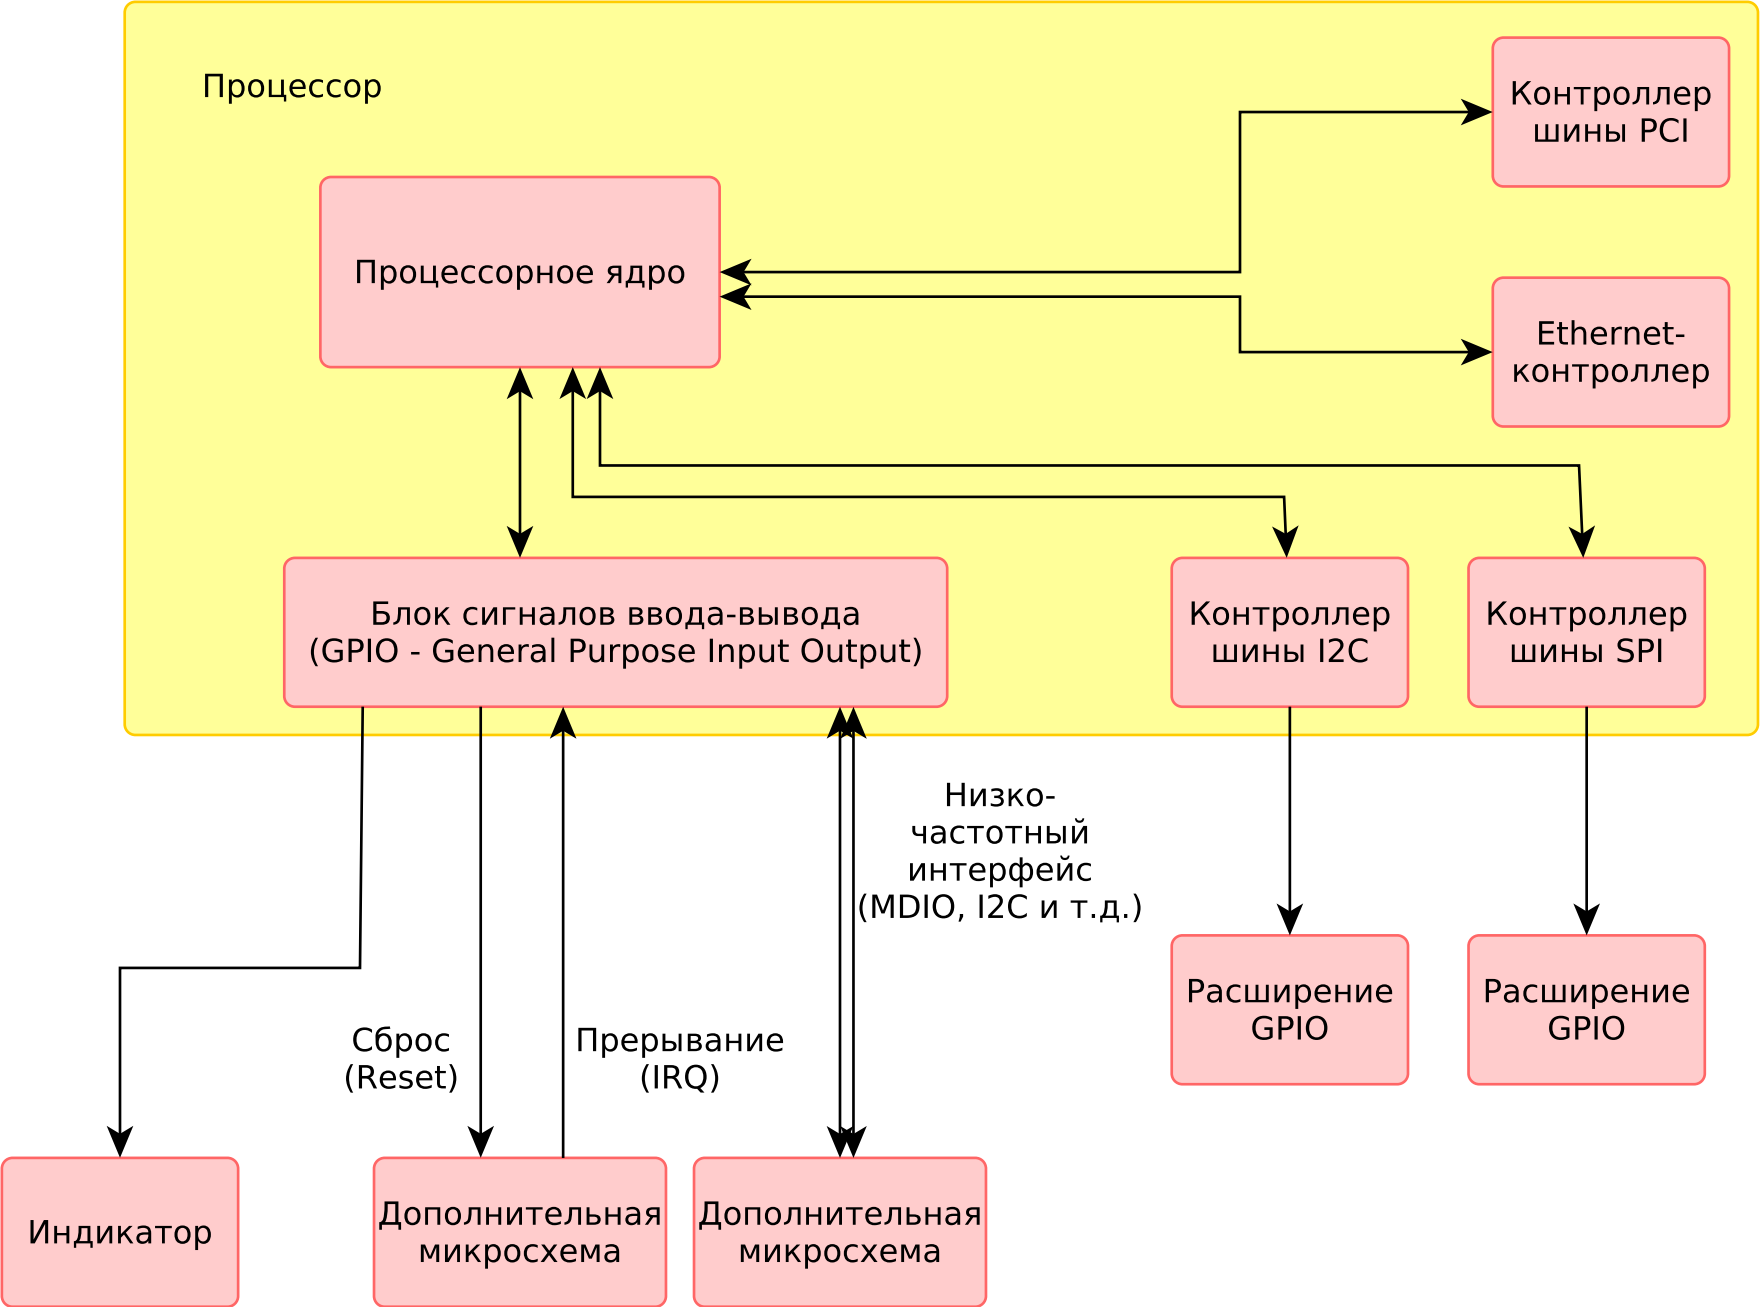 Процессор
Контроллер
шины PCI
Процессорное ядро
Ethernet-
контроллер
Блок сигналов ввода-вывода
(GPIO - General Purpose Input Output)
Контроллер
шины I2C
Контроллер
шины SPI
Низко-
частотный
интерфейс
(MDIO, I2C и т.д.)
Расширение
GPIO
Расширение
GPIO
Сброс
(Reset)
Прерывание
(IRQ)
Индикатор
Дополнительная
микросхема
Дополнительная
микросхема